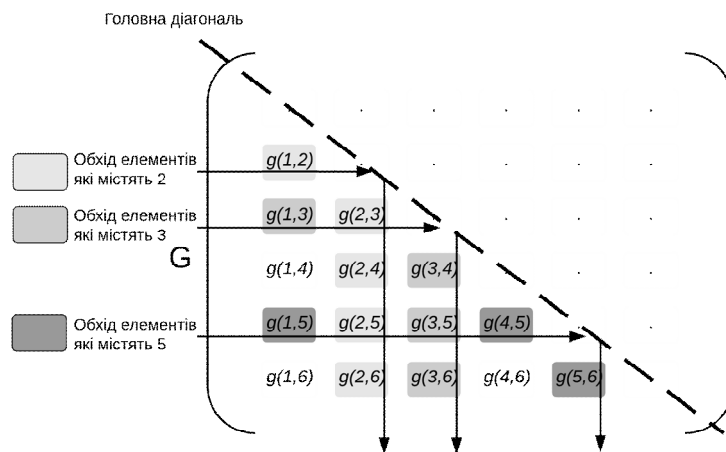 Головна діагональ
Обхід елементів
які містять 2
g(1,2)
Обхід елементів
які містять 3
g(1,3) g(2,3)
G
g(1,4) g(2,4) g(3,4)
Обхід елементів
які містять 5
g(1,5) g(2,5) g(3,5) g(4,5)
g(1,6) g(2,6) g(3,6) g(4,6) g(5,6)